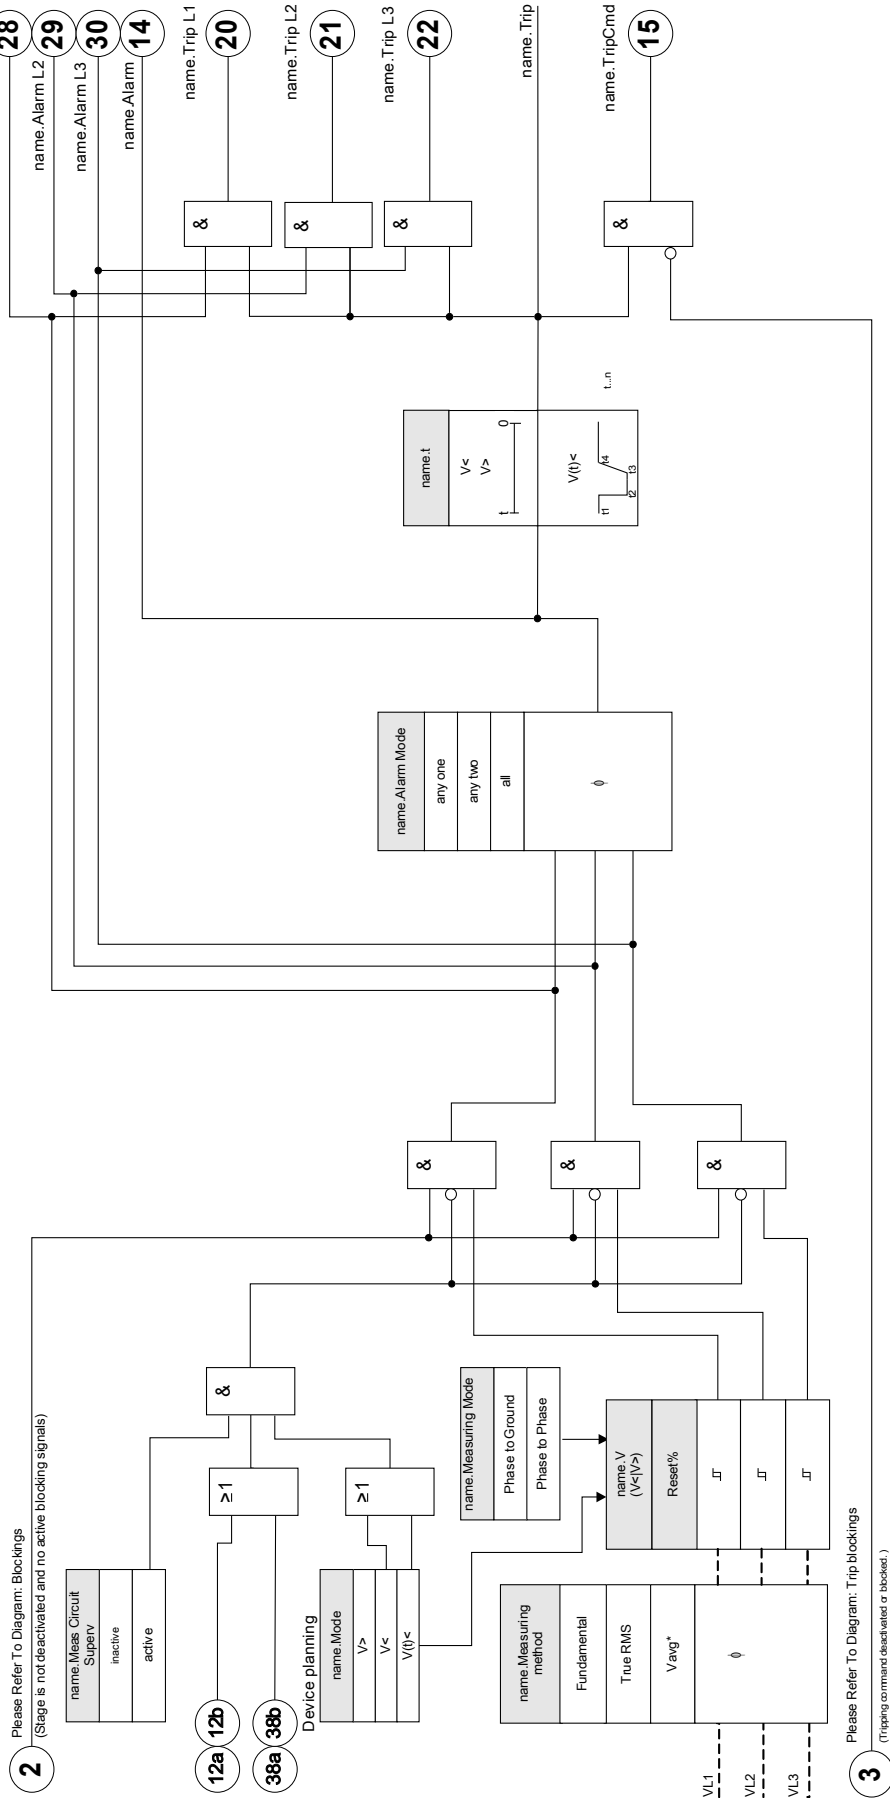 2
Please Refer To Diagram: Blockings
(Stage is not deactivated and no active blocking signals)
name.Meas Circuit
Superv
inactive
active
&
12a
12b
≥1
38a
38b
Device planning
name.Mode
V>
V<
V(t)<
≥1
name.Measuring Mode
Phase to Ground
Phase to Phase
name.Measuring
method
Fundamental
True RMS
Vavg*
ϕ
name.V
(V<|V>)
Reset%
VL1
VL2
VL3
&
&
&
name.Alarm Mode
any one
any two
all
ϕ
name.t
V<
V>
t
0
V(t)<
t1
t2
t3
t4
t...n
&
&
&
&
28
name.Alarm L2
29
name.Alarm L3
30
name.Alarm
14
name.Trip L1
20
name.Trip L2
21
name.Trip L3
22
name.Trip
name.TripCmd
15
3
Please Refer To Diagram: Trip blockings
(Tripping command deactivated or blocked.)